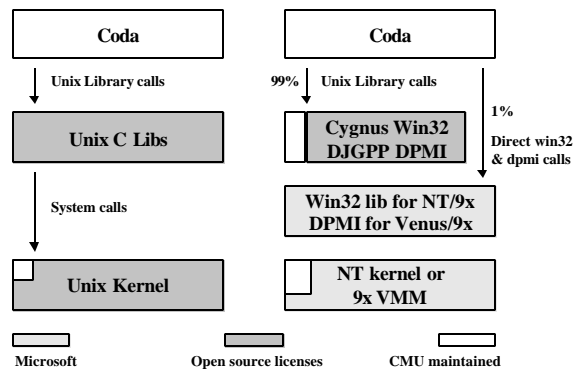 Coda
Unix Library calls
Unix C Libs
System calls
Unix Kernel
Coda
99%
Unix Library calls
1%
Direct win32
& dpmi calls
Cygnus Win32
DJGPP DPMI
Win32 lib for NT/9x
DPMI for Venus/9x
NT kernel or
9x VMM
Microsoft
Open source licenses
CMU maintained